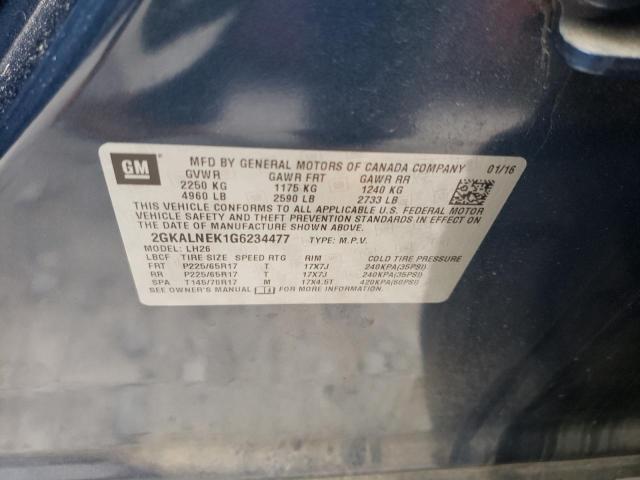 GM MFD BY GENERAL MOTORS OF CANADA COMPANY 01/16
GVWR GAWR FRT GAWR RR
2250 KG 1175 KG 1240 KG
4960 LB 2590 LB 2733 LB
THIS VEHICLE CONFORMS TO ALL APPLICABLE U.S. FEDERAL MOTOR
VEHICLE SAFETY AND THEFT PREVENTION STANDARDS IN EFFECT ON
THE DATE OF MANUFACTURE SHOWN ABOVE.
2GKALNEK1G6234477 TYPE: M.P.V.
MODEL: LH26
LBCF TIRE SIZE SPEED RTG RIM COLD TIRE PRESSURE
FRT P225/65R17 T 17X7J 240KPA(35PSI)
RR P225/65R17 T 17X7J 240KPA(35PSI)
SPA T145/70R17 M 17X4.5T 420KPA(60PSI)
SEE OWNER'S MANUAL FOR MORE INFORMATION.